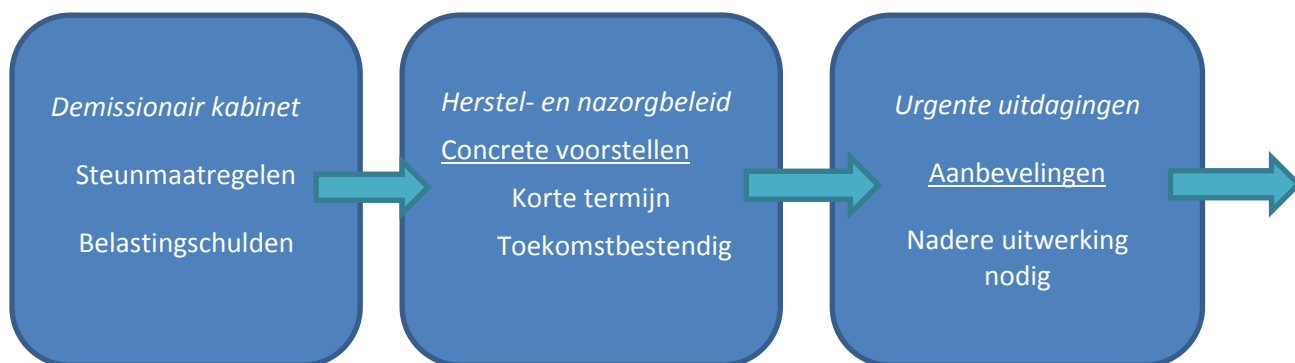 Demissionair kabinet
Steunmaatregelen
Belastingschulden
Herstel- en nazorgbeleid
Concrete voorstellen
Korte termijn
Toekomstbestendig
Urgente uitdagingen
Aanbevelingen
Nadere uitwerking
nodig